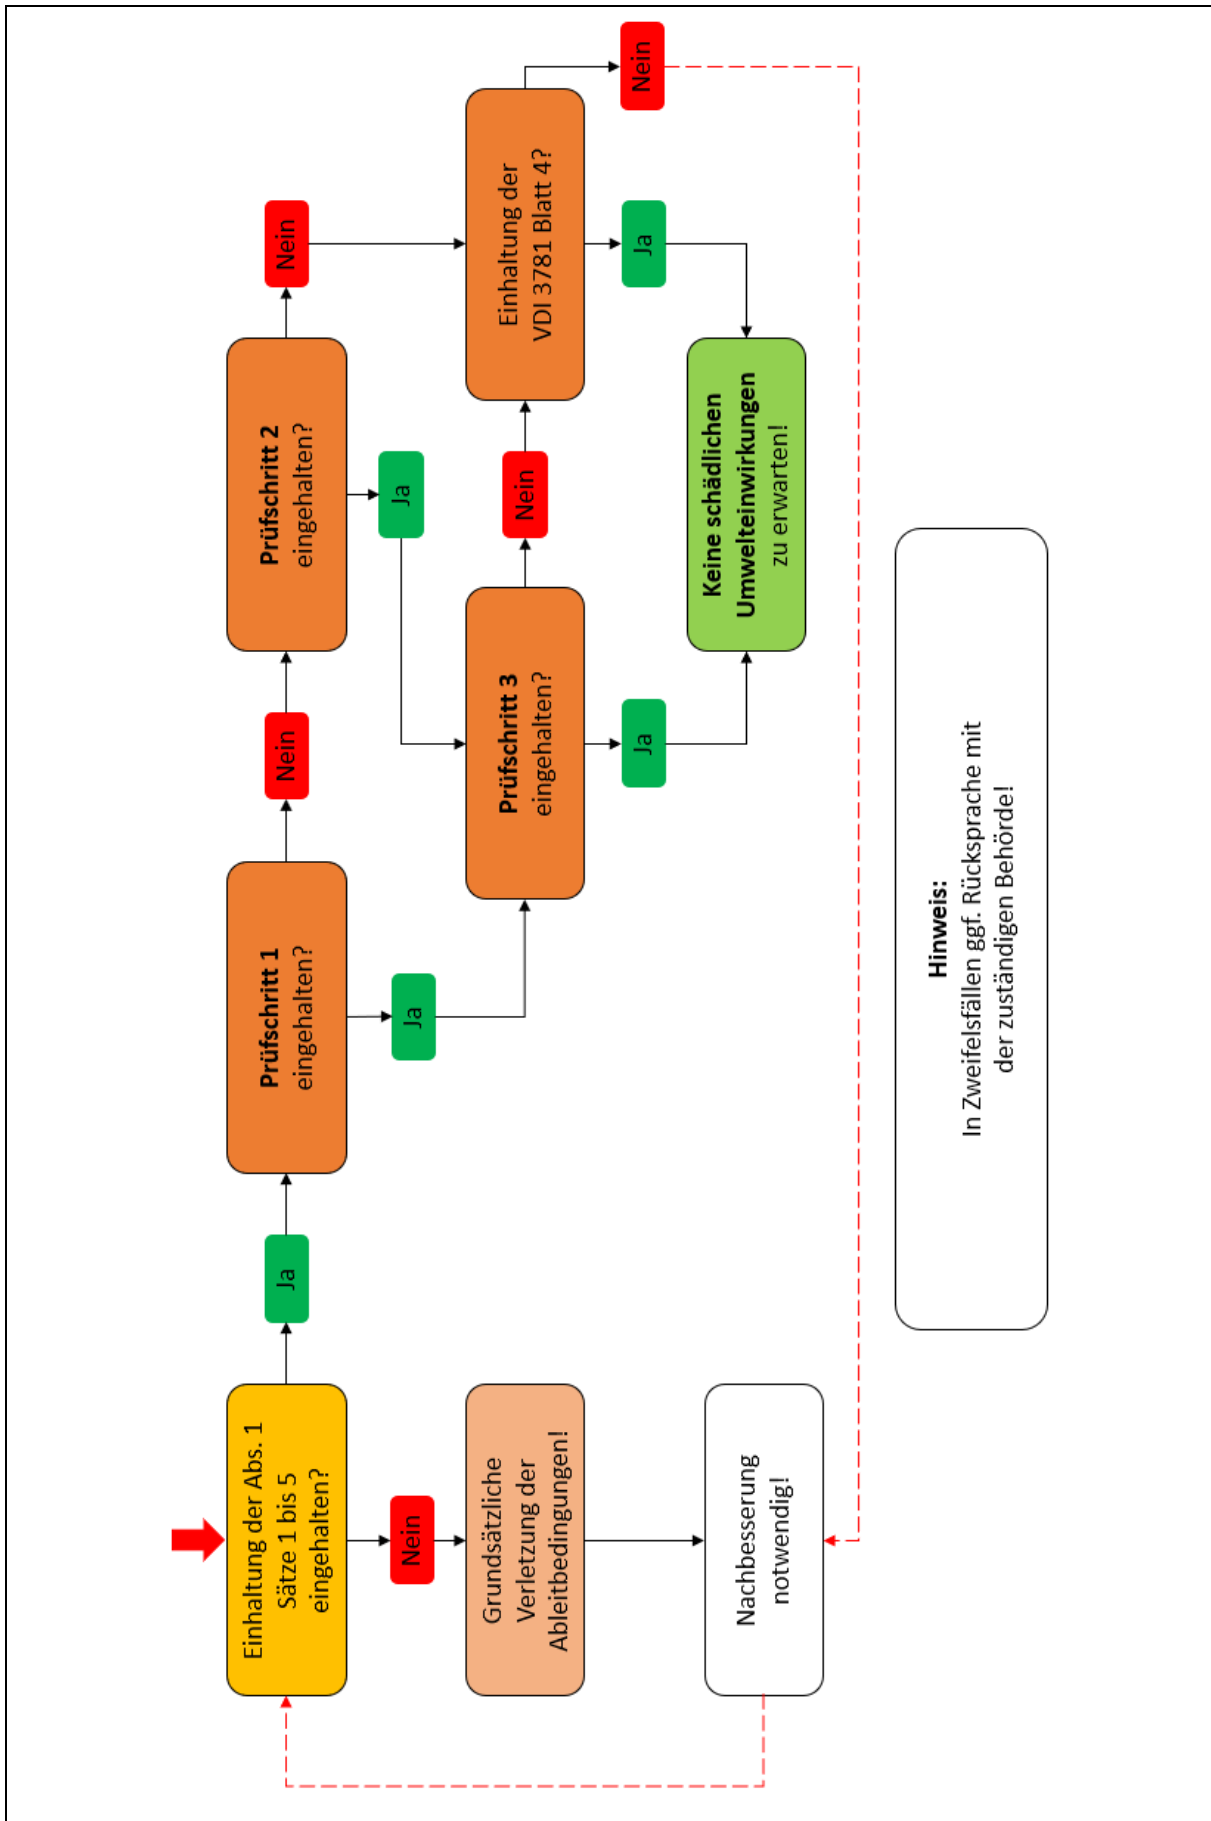 Einhaltung der Abs. 1
Sätze 1 bis 5
eingehalten?
Ja
Prüfschritt 1
eingehalten?
Nein
Prüfschritt 2
eingehalten?
Nein
Nein
Ja
Ja
Grundsätzliche
Verletzung der
Ableitbedingungen!
Prüfschritt 3
eingehalten?
Nein
Einhaltung der
VDI 3781 Blatt 4?
Ja
Ja
Nein
Nachbesserung
notwendig!
Keine schädlichen
Umwelteinwirkungen
zu erwarten!
Hinweis:
In Zweifelsfällen ggf. Rücksprache mit
der zuständigen Behörde!